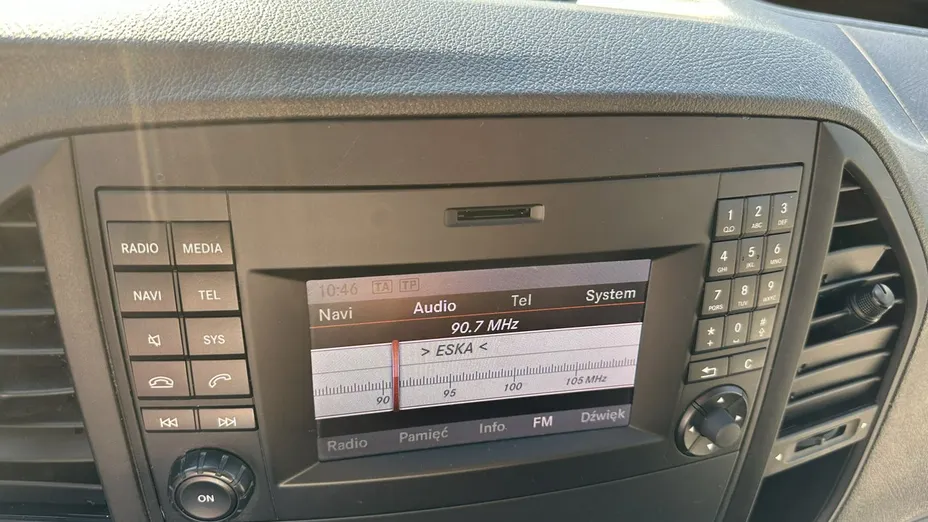 RADIO MEDIA
NAVI TEL
SYS
ON
10:46 TA TP
Navi Audio Tel System
90.7 MHz
> ESKA <
90 95 100 105 MHz
Radio Pamięć Info FM Dźwięk
1 2 ABC 3 DEF
4 GHI 5 JKL 6 MNO
7 PQRS 8 TUV 9 WXYZ
* + 0 #
C